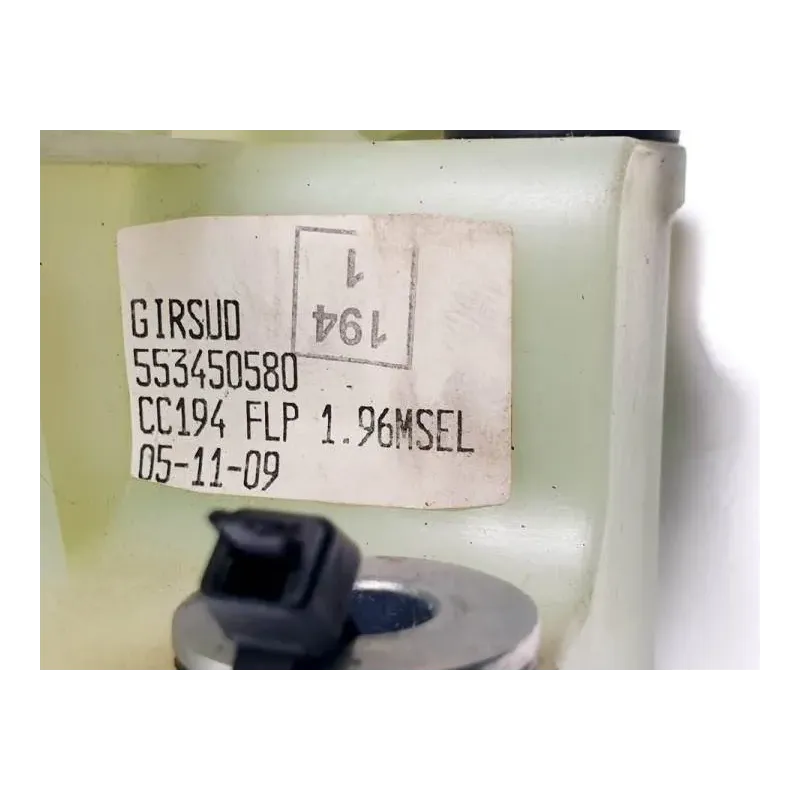 GIRSUD
553450580
CC194 FLP 1.96MSEL
05-11-09
194
1